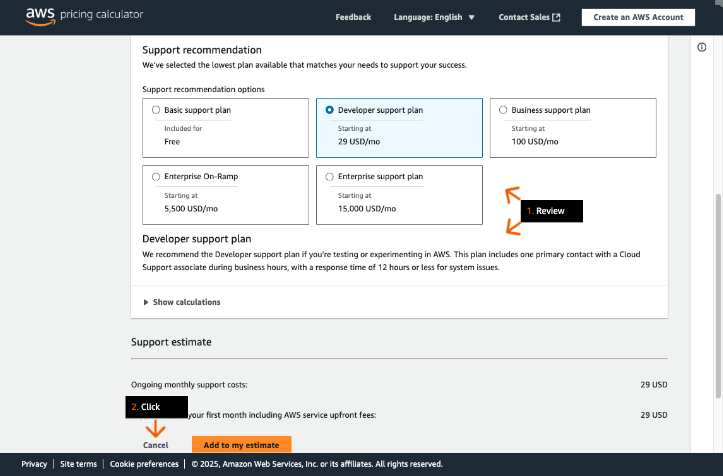 aws pricing calculator
Feedback
Language: English
Contact Sales
Create an AWS Account
Support recommendation
We've selected the lowest plan available that matches your needs to support your success.
Support recommendation options
Basic support plan
Included for
Free
Developer support plan
Starting at
29 USD/mo
Business support plan
Starting at
100 USD/mo
Enterprise On-Ramp
Starting at
5,500 USD/mo
Enterprise support plan
Starting at
15,000 USD/mo
1. Review
Developer support plan
We recommend the Developer support plan if you're testing or experimenting in AWS. This plan includes one primary contact with a Cloud
Support associate during business hours, with a response time of 12 hours or less for system issues.
Show calculations
Support estimate
Ongoing monthly support costs:
29 USD
2. Click
your first month including AWS service upfront fees:
29 USD
Cancel
Add to my estimate
Privacy | Site terms | Cookie preferences | © 2025, Amazon Web Services, Inc. or its affiliates. All rights reserved.